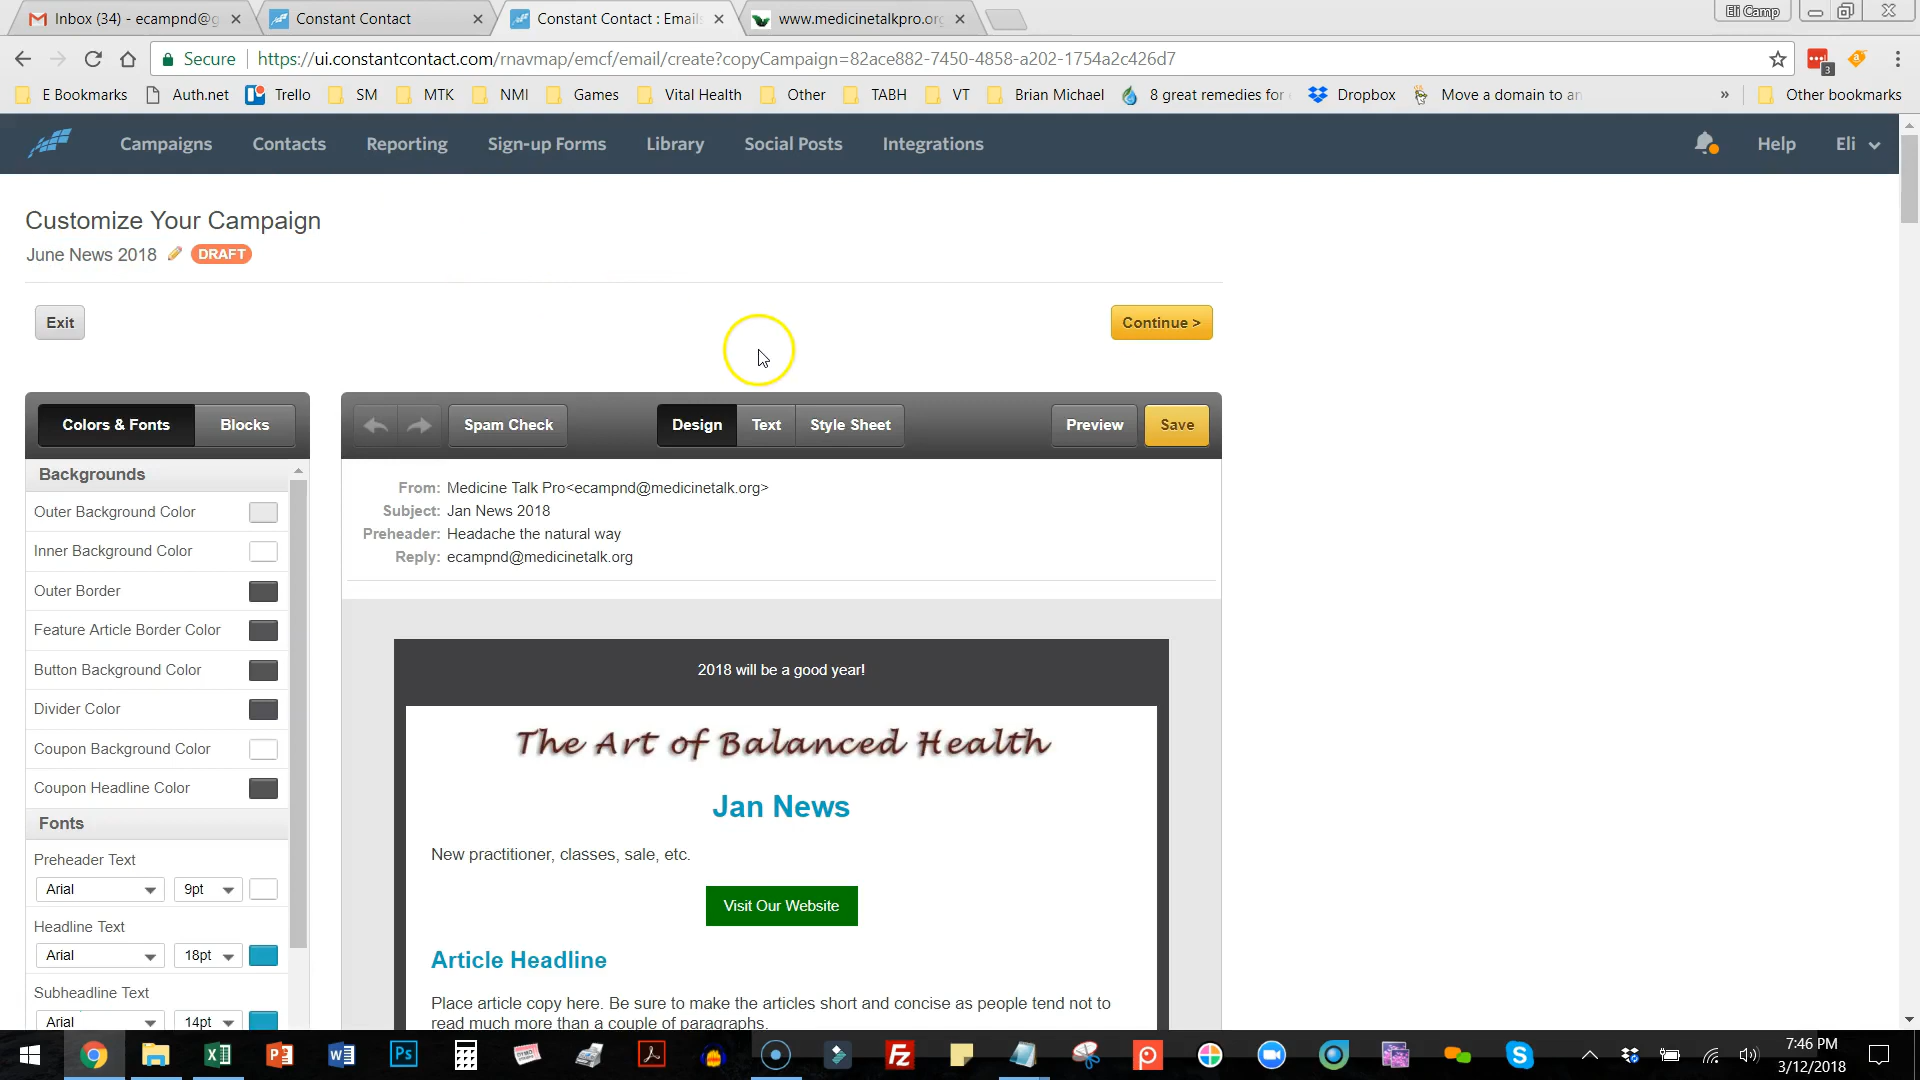 Inbox (34) - ecampnd@g
Constant Contact
Constant Contact : Emails
www.medicinetalkpro.org
Eli Camp
Secure
https://ui.constantcontact.com/rnavmap/emcf/email/create?copyCampaign=82ace882-7450-4858-a202-1754a2c426d7
3
E Bookmarks
Auth.net
Trello
SM
MTK
NMI
Games
Vital Health
Other
TABH
VT
Brian Michael
8 great remedies for
Dropbox
Move a domain to an
»
Other bookmarks
Campaigns
Contacts
Reporting
Sign-up Forms
Library
Social Posts
Integrations
Help
Eli
Customize Your Campaign
June News 2018
DRAFT
Exit
Continue >
Colors & Fonts
Blocks
Spam Check
Design
Text
Style Sheet
Preview
Save
Backgrounds
Outer Background Color
Inner Background Color
Outer Border
Feature Article Border Color
Button Background Color
Divider Color
Coupon Background Color
Coupon Headline Color
Fonts
Preheader Text
Arial
9pt
Headline Text
Arial
18pt
Subheadline Text
Arial
14pt
From: Medicine Talk Pro<ecampnd@medicinetalk.org>
Subject: Jan News 2018
Preheader: Headache the natural way
Reply: ecampnd@medicinetalk.org
2018 will be a good year!
The Art of Balanced Health
Jan News
New practitioner, classes, sale, etc.
Visit Our Website
Article Headline
Place article copy here. Be sure to make the articles short and concise as people tend not to
read much more than a couple of paragraphs.
7:46 PM
3/12/2018